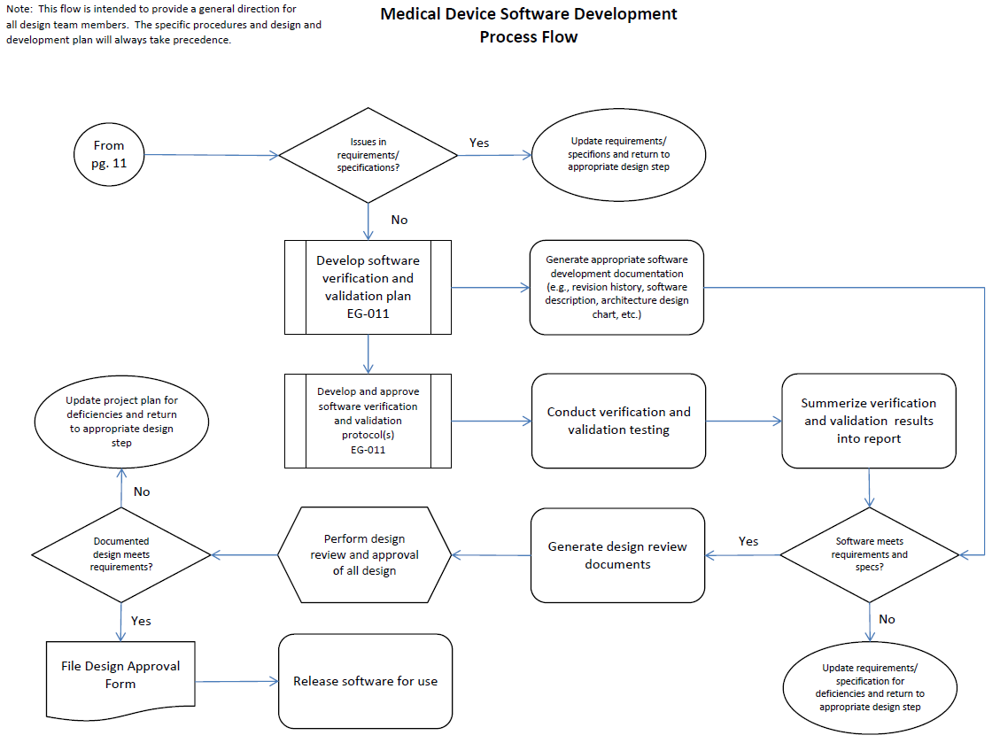 Note:  This flow is intended to provide a general direction for
all design team members.  The specific procedures and design and
development plan will always take precedence.
Medical Device Software Development
Process Flow
From
pg. 11
Issues in
requirements/
specifications?
Yes
Update requirements/
specifions and return to
appropriate design step
No
Develop software
verification and
validation plan
EG-011
Generate appropriate software
development documentation
(e.g., revision history, software
description, architecture design
chart, etc.)
Update project plan for
deficiencies and return
to appropriate design
step
Develop and approve
software verification
and validation
protocol(s)
EG-011
Conduct verification and
validation testing
Summerize verification
and validation  results
into report
No
Documented
design meets
requirements?
Perform design
review and approval
of all design
Generate design review
documents
Yes
Software meets
requirements and
specs?
Yes
No
File Design Approval
Form
Release software for use
Update requirements/
specification for
deficiencies and return to
appropriate design step